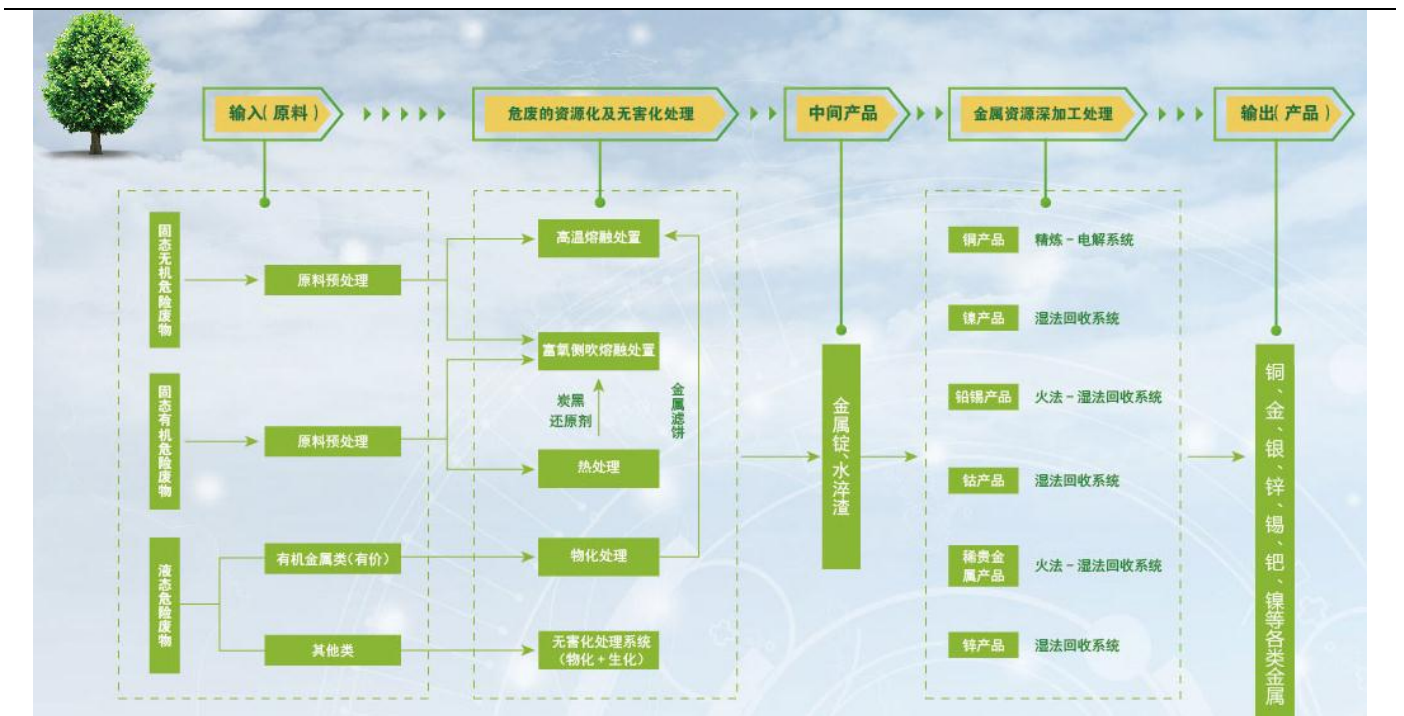 输入(原料)
危废的资源化及无害化处理
中间产品
金属资源深加工处理
输出(产品)
固态无机危险废物
原料预处理
固态有机危险废物
原料预处理
液态危险废物
有机金属类(有价)
其他类
高温熔融处置
富氧侧吹熔融处置
炭黑
还原剂
金属滤饼
热处理
物化处理
无害化处理系统
(物化+生化)
金属锭、水淬渣
铜产品
精炼-电解系统
镍产品
湿法回收系统
铅锡产品
火法-湿法回收系统
钴产品
湿法回收系统
稀贵金
属产品
火法-湿法回收系统
锌产品
湿法回收系统
铜、金、银、锌、锡、钯、镍等各类金属